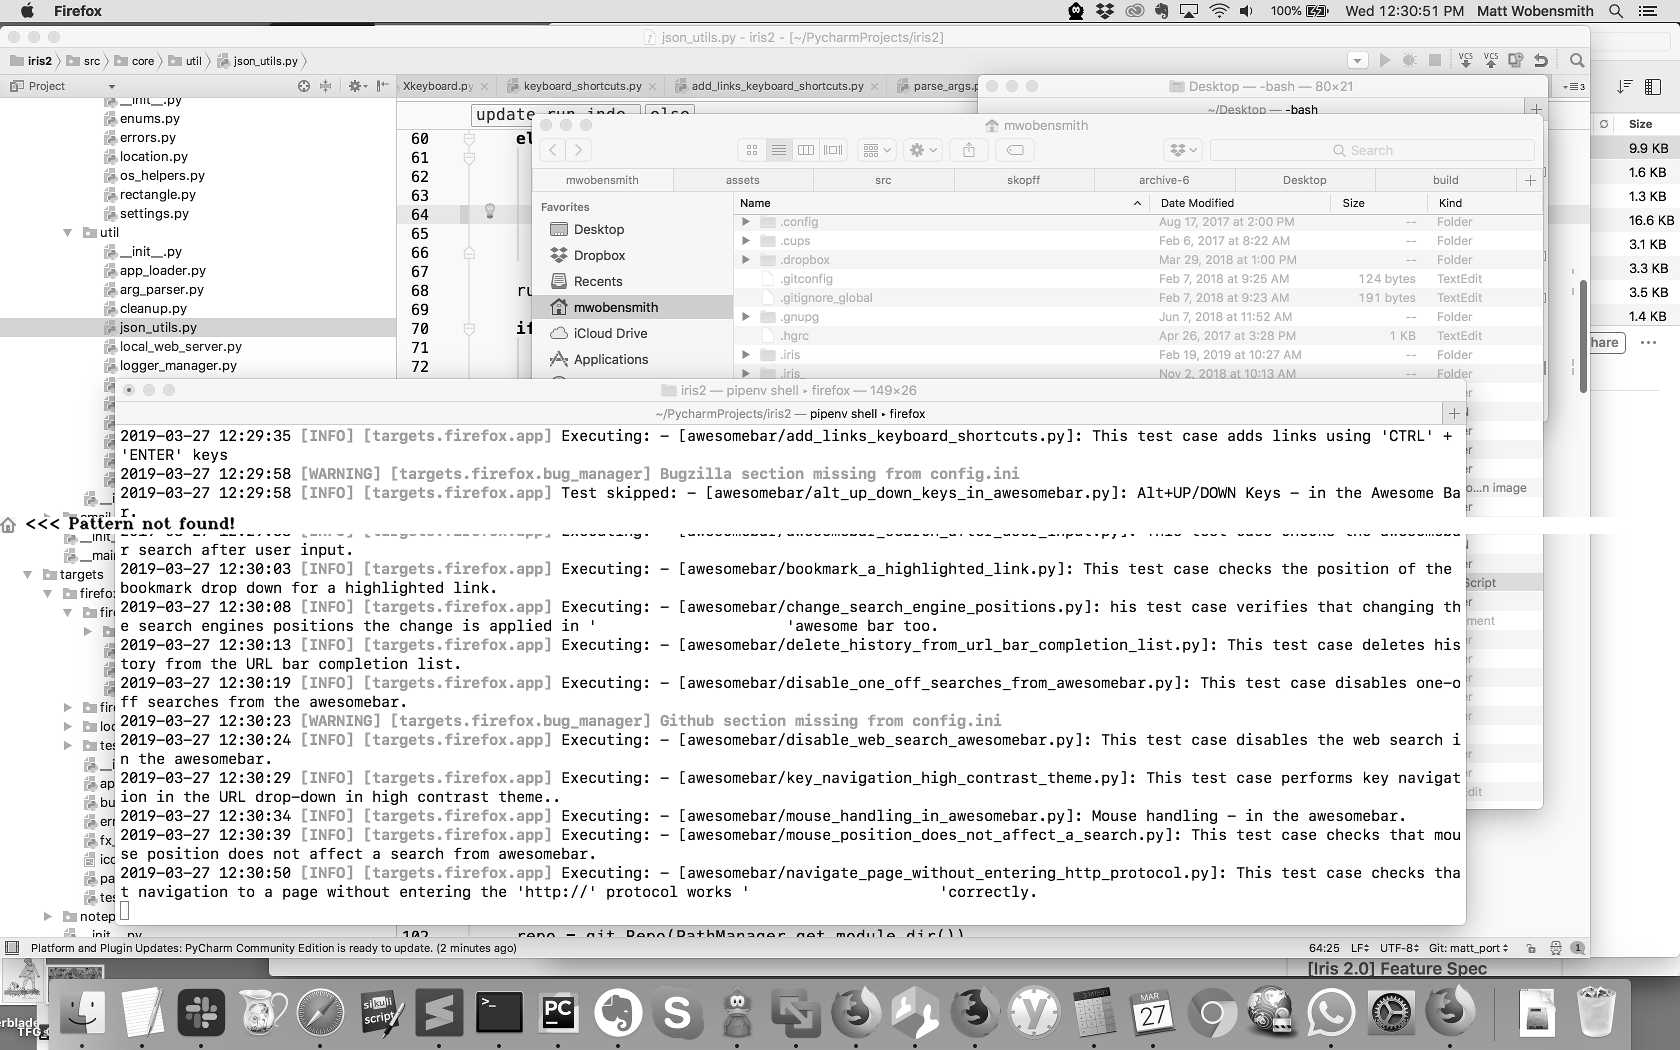 Firefox
100%
Wed 12:30:51 PM Matt Wobensmith
json_utils.py - iris2 - [~/PycharmProjects/iris2]
iris2 src core util json_utils.py
Project
Xkeyboard.py keyboard_shortcuts.py add_links_keyboard_shortcuts.py parse_args.p
Desktop — -bash — 80×21
~/Desktop — -bash
Size
9.9 KB
1.6 KB
1.3 KB
16.6 KB
3.1 KB
3.3 KB
3.5 KB
1.4 KB
hare
__init__.py
enums.py
errors.py
location.py
os_helpers.py
rectangle.py
settings.py
util
__init__.py
app_loader.py
arg_parser.py
cleanup.py
json_utils.py
local_web_server.py
logger_manager.py
60 el
61
62
63
64
65
66
67
68 ru
69
70 if
71
72
mwobensmith
Search
mwobensmith assets src skopff archive-6 Desktop build
Favorites
Desktop
Dropbox
Recents
mwobensmith
iCloud Drive
Applications
Name Date Modified Size Kind
.config Aug 17, 2017 at 2:00 PM -- Folder
.cups Feb 6, 2017 at 8:22 AM -- Folder
.dropbox Mar 29, 2018 at 1:00 PM -- Folder
.gitconfig Feb 7, 2018 at 9:25 AM 124 bytes TextEdit
.gitignore_global Feb 7, 2018 at 9:23 AM 191 bytes TextEdit
.gnupg Jun 7, 2018 at 11:52 AM -- Folder
.hgrc Apr 26, 2017 at 3:28 PM 1 KB TextEdit
.iris Feb 19, 2019 at 10:27 AM -- Folder
.iris_ Nov 2, 2018 at 10:13 AM -- Folder
iris2 — pipenv shell ▸ firefox — 149×26
~/PycharmProjects/iris2 — pipenv shell ▸ firefox
2019-03-27 12:29:35 [INFO] [targets.firefox.app] Executing: - [awesomebar/add_links_keyboard_shortcuts.py]: This test case adds links using 'CTRL' +
'ENTER' keys
2019-03-27 12:29:58 [WARNING] [targets.firefox.bug_manager] Bugzilla section missing from config.ini
2019-03-27 12:29:58 [INFO] [targets.firefox.app] Test skipped: - [awesomebar/alt_up_down_keys_in_awesomebar.py]: Alt+UP/DOWN Keys - in the Awesome Ba
r.
<<< Pattern not found!
r search after user input.
2019-03-27 12:30:03 [INFO] [targets.firefox.app] Executing: - [awesomebar/bookmark_a_highlighted_link.py]: This test case checks the position of the
bookmark drop down for a highlighted link.
2019-03-27 12:30:08 [INFO] [targets.firefox.app] Executing: - [awesomebar/change_search_engine_positions.py]: his test case verifies that changing th
e search engines positions the change is applied in ' 'awesome bar too.
2019-03-27 12:30:13 [INFO] [targets.firefox.app] Executing: - [awesomebar/delete_history_from_url_bar_completion_list.py]: This test case deletes his
tory from the URL bar completion list.
2019-03-27 12:30:19 [INFO] [targets.firefox.app] Executing: - [awesomebar/disable_one_off_searches_from_awesomebar.py]: This test case disables one-o
ff searches from the awesomebar.
2019-03-27 12:30:23 [WARNING] [targets.firefox.bug_manager] Github section missing from config.ini
2019-03-27 12:30:24 [INFO] [targets.firefox.app] Executing: - [awesomebar/disable_web_search_awesomebar.py]: This test case disables the web search i
n the awesomebar.
2019-03-27 12:30:29 [INFO] [targets.firefox.app] Executing: - [awesomebar/key_navigation_high_contrast_theme.py]: This test case performs key navigat
ion in the URL drop-down in high contrast theme..
2019-03-27 12:30:34 [INFO] [targets.firefox.app] Executing: - [awesomebar/mouse_handling_in_awesomebar.py]: Mouse handling - in the awesomebar.
2019-03-27 12:30:39 [INFO] [targets.firefox.app] Executing: - [awesomebar/mouse_position_does_not_affect_a_search.py]: This test case checks that mou
se position does not affect a search from awesomebar.
2019-03-27 12:30:50 [INFO] [targets.firefox.app] Executing: - [awesomebar/navigate_page_without_entering_http_protocol.py]: This test case checks tha
t navigation to a page without entering the 'http://' protocol works ' 'correctly.
targets
firefo
notep
o...n image
Script
ment
Platform and Plugin Updates: PyCharm Community Edition is ready to update. (2 minutes ago)
64:25 LF UTF-8 Git: matt_port 1
[Iris 2.0] Feature Spec
erblade
TFG
sikuli
script
PC
MAR
27